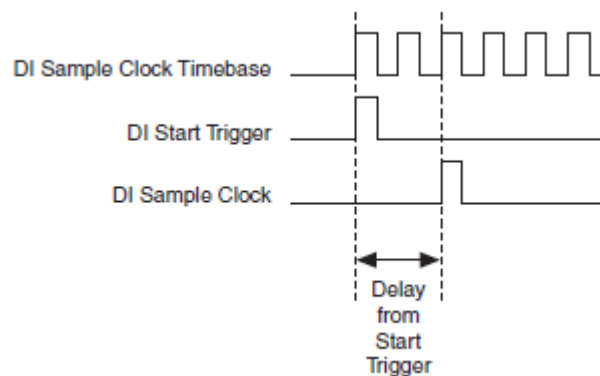 DI Sample Clock Timebase
DI Start Trigger
DI Sample Clock
Delay
from
Start
Trigger